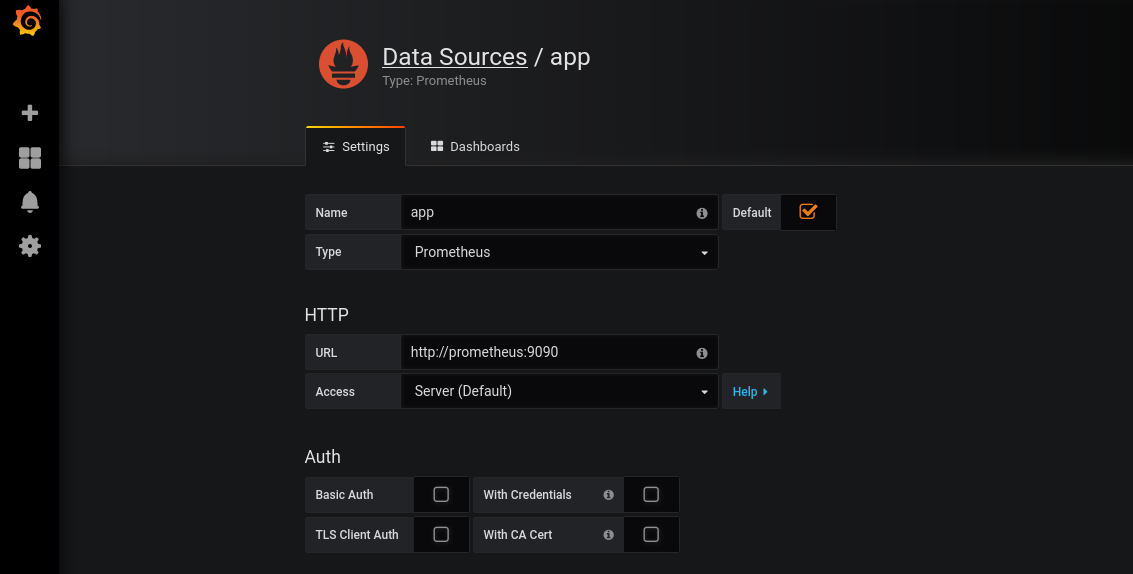 Data Sources / app
Type: Prometheus
Settings
Dashboards
Name app Default
Type Prometheus
HTTP
URL http://prometheus:9090
Access Server (Default) Help
Auth
Basic Auth With Credentials
TLS Client Auth With CA Cert